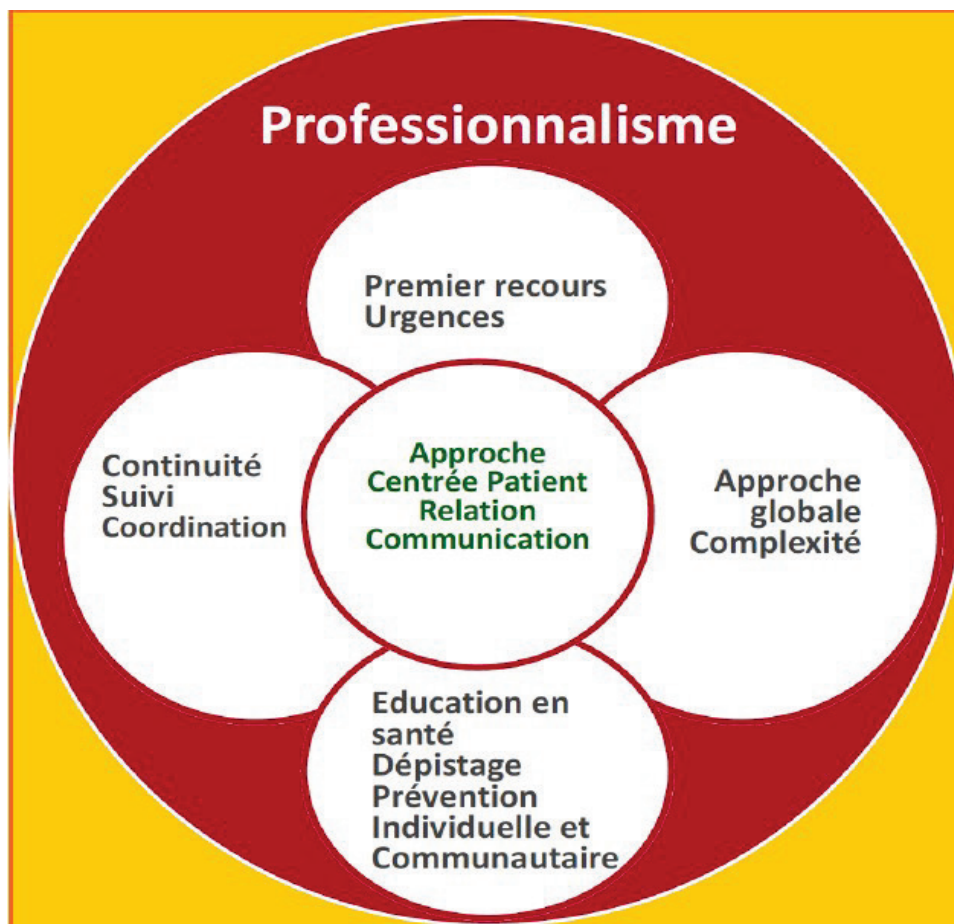 Professionnalisme
Premier recours
Urgences
Continuité
Suivi
Coordination
Approche
Centrée Patient
Relation
Communication
Approche
globale
Complexité
Education en
santé
Dépistage
Prévention
Individuelle et
Communautaire